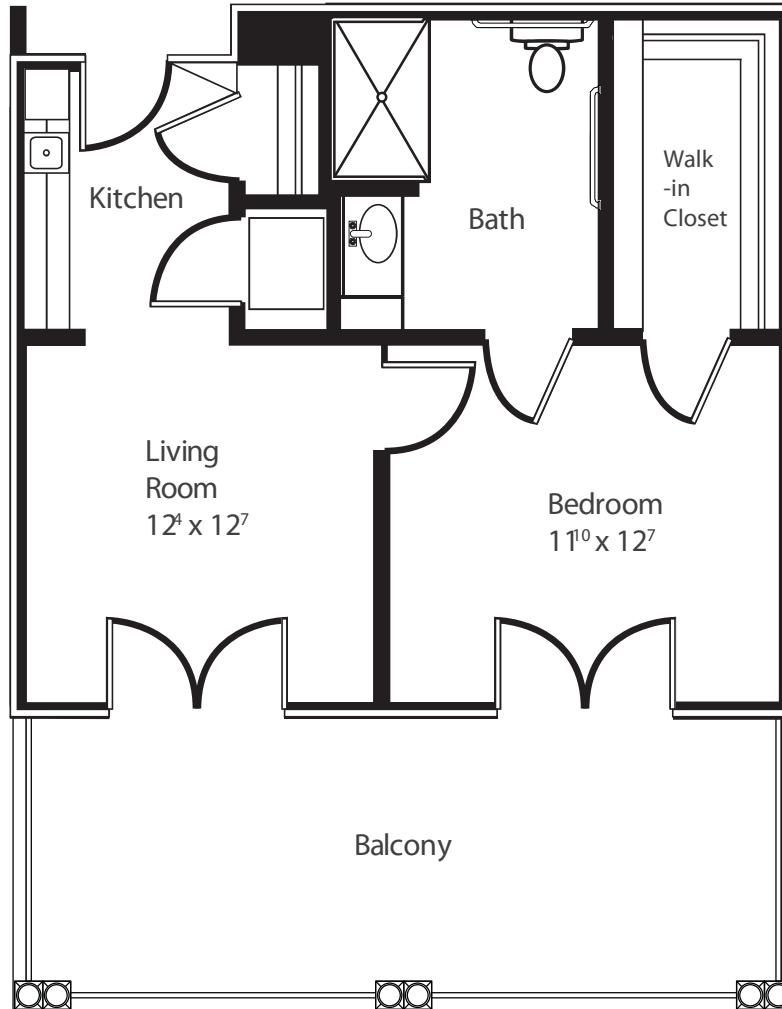 Kitchen
Bath
Walk
-in
Closet
Living
Room
12⁴ x 12⁷
Bedroom
11¹⁰ x 12⁷
Balcony